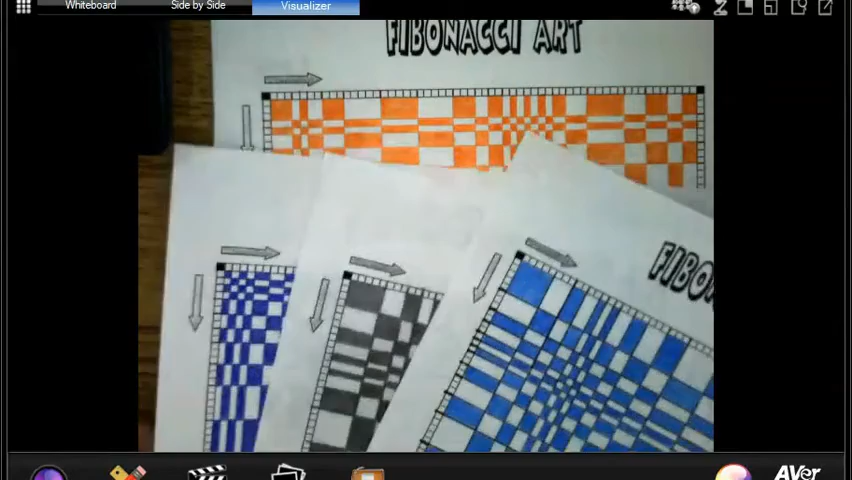 Whiteboard
Side by Side
Visualizer
FIBONACCI ART
FIBON
AVer